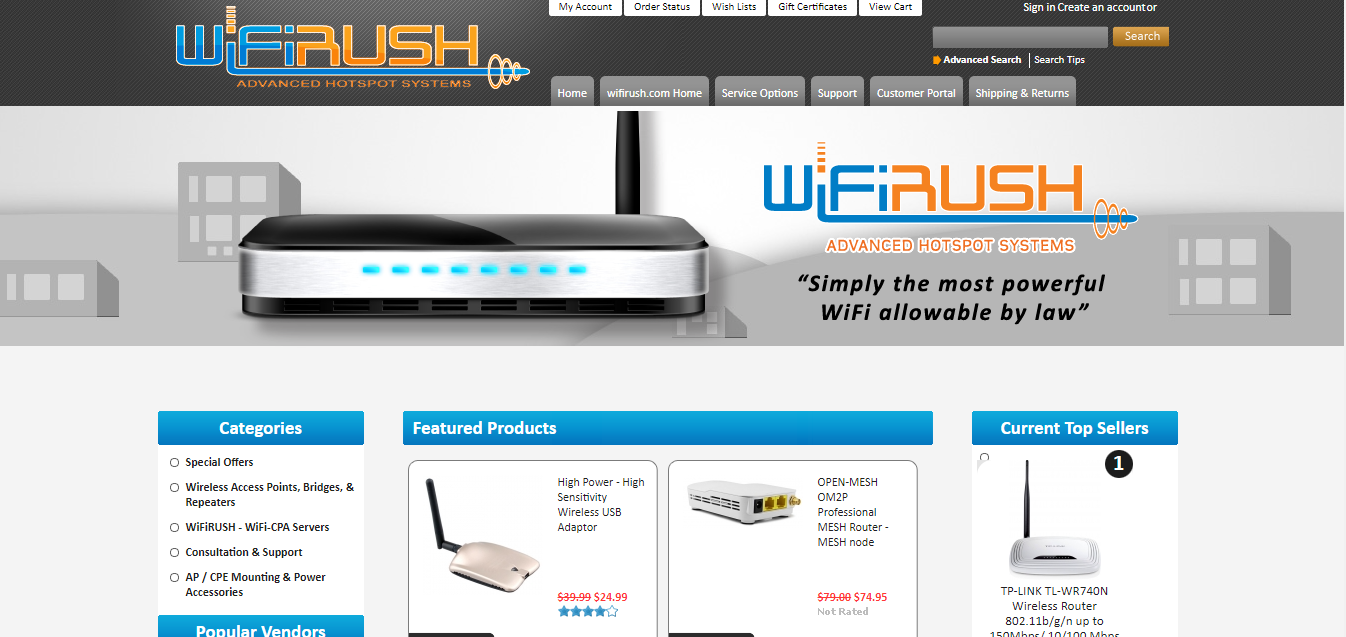 My Account Order Status Wish Lists Gift Certificates View Cart
Sign in Create an accountor
WiFiRUSH
ADVANCED HOTSPOT SYSTEMS
Search
Advanced Search Search Tips
Home wifirush.com Home Service Options Support Customer Portal Shipping & Returns
WiFiRUSH
ADVANCED HOTSPOT SYSTEMS
“Simply the most powerful
WiFi allowable by law”
Categories
Special Offers
Wireless Access Points, Bridges, &
Repeaters
WiFiRUSH - WiFi-CPA Servers
Consultation & Support
AP / CPE Mounting & Power
Accessories
Popular Vendors
Featured Products
High Power - High
Sensitivity
Wireless USB
Adaptor
$39.99 $24.99
OPEN-MESH
OM2P
Professional
MESH Router -
MESH node
$79.00 $74.95
Not Rated
Current Top Sellers
1
TP-LINK TL-WR740N
Wireless Router
802.11b/g/n up to
150Mbps/ 10/100 Mbps